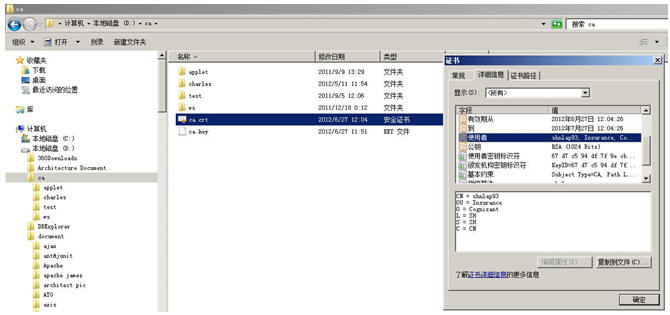 ca
计算机 ▸ 本地磁盘 (D:) ▸ ca ▸
搜索 ca
组织 打开 刻录 新建文件夹
收藏夹
下载
桌面
最近访问的位置
库
计算机
本地磁盘 (C:)
本地磁盘 (D:)
360Downloads
Architecture Document
ca
applet
charles
test
ws
DBExplorer
document
ajax
ant&junit
Apache
apache james
architect pic
ATG
axis
名称 修改日期 类型
applet 2011/9/9 13:29 文件夹
charles 2012/5/11 11:54 文件夹
test 2011/9/5 12:06 文件夹
ws 2011/12/18 0:12 文件夹
ca.crt 2012/6/27 12:04 安全证书
ca.key 2012/6/27 11:51 KEY 文件
证书
常规 详细信息 证书路径
显示(S): <所有>
字段 值
有效期从 2012年6月27日 12:04:26
到 2012年7月27日 12:04:26
使用者 shnlap93, Insurance, Co...
公钥 RSA (1024 Bits)
使用者密钥标识符 67 d7 c5 94 df 7f 9e cb...
颁发机构密钥标识符 KeyID=67 d7 c5 94 df 7f...
基本约束 Subject Type=CA, Path L...
CN = shnlap93
OU = Insurance
O = Cognizant
L = SH
S = SH
C = CN
编辑属性(E)... 复制到文件(C)...
了解证书详细信息的更多信息
确定